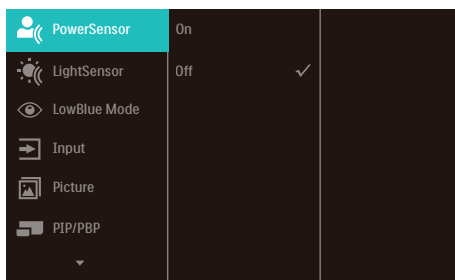 PowerSensor
On
LightSensor
Off
LowBlue Mode
Input
Picture
PIP/PBP